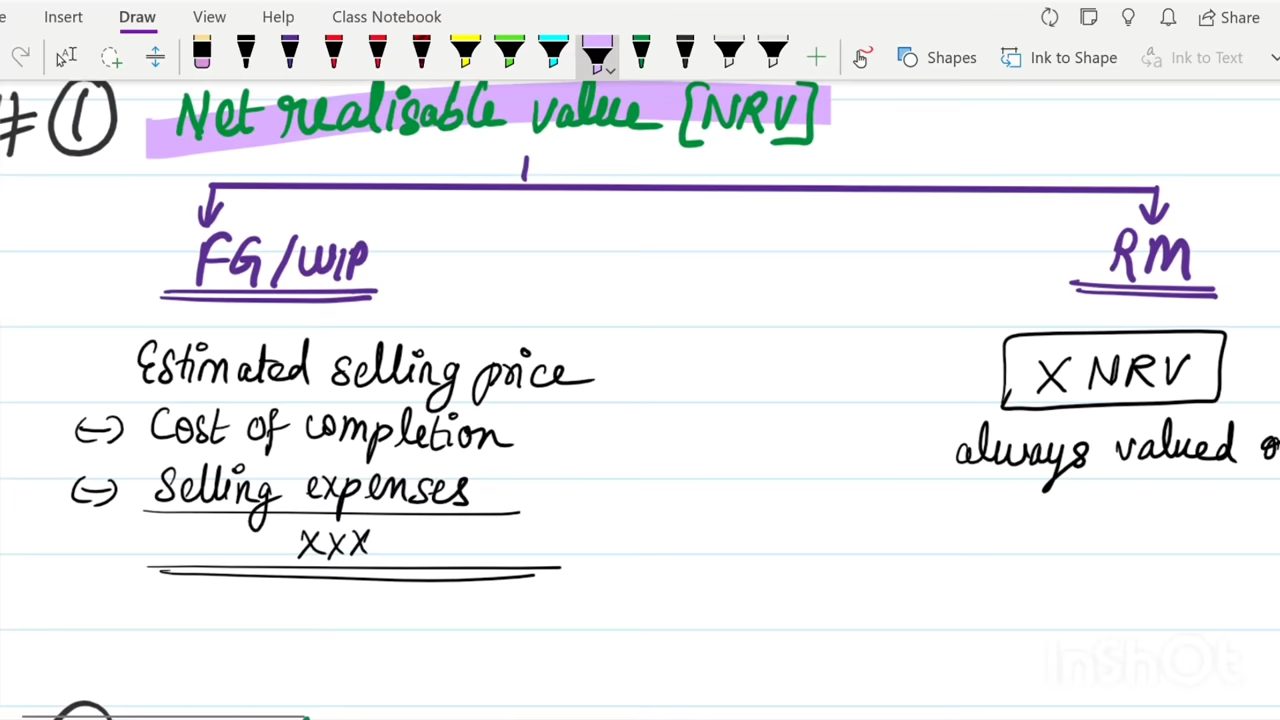 Insert Draw View Help Class Notebook Share
Shapes Ink to Shape Ink to Text
# ① Net realisable value [NRV]
FG/WIP RM
Estimated selling price X NRV
(-) Cost of completion always valued
(-) Selling expenses
XXX
InShOt